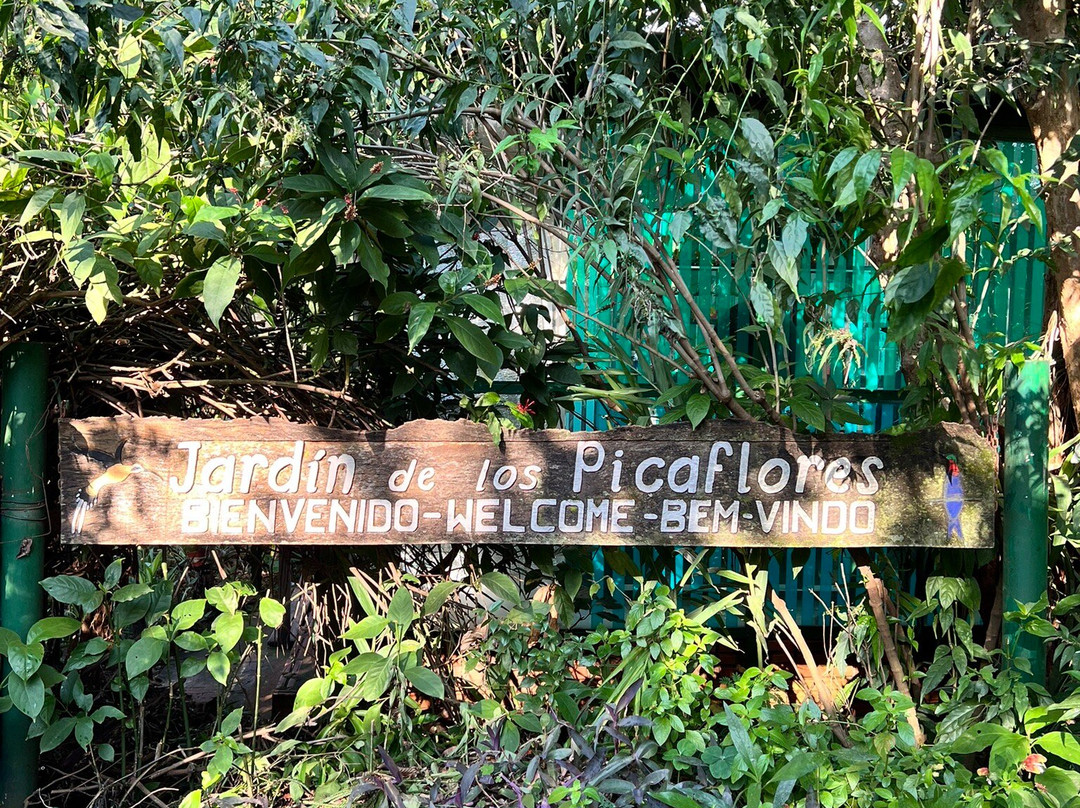 Jardín de los Picaflores
BIENVENIDO-WELCOME-BEM-VINDO